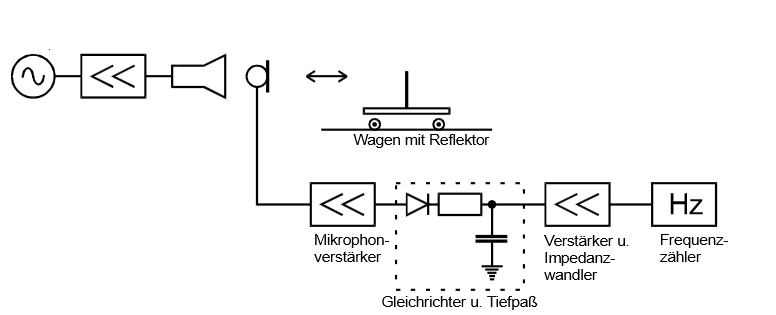 Wagen mit Reflektor
Hz
Mikrophon-
verstärker
Verstärker u.
Impedanz-
wandler
Frequenz-
zähler
Gleichrichter u. Tiefpaß